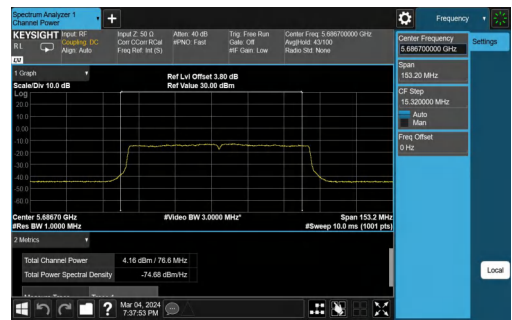 Spectrum Analyzer 1
Channel Power
Frequency
KEYSIGHT Input: RF
RL
Coupling: DC
Align: Auto
Input Z: 50 Ω
Corr CCorr RCal
Freq Ref: Int (S)
Atten: 40 dB
#PNO: Fast
Trig: Free Run
Gate: Off
#IF Gain: Low
Center Freq: 5.686700000 GHz
Avg|Hold: 43/100
Radio Std: None
LV
Center Frequency
5.686700000 GHz
Settings
Span
153.20 MHz
CF Step
15.320000 MHz
Auto
Man
Freq Offset
0 Hz
1 Graph
Scale/Div 10.0 dB
Ref Lvl Offset 3.80 dB
Ref Value 30.00 dBm
Log
20.0
10.0
0.00
-10.0
-20.0
-30.0
-40.0
-50.0
-60.0
Center 5.68670 GHz
#Res BW 1.0000 MHz
#Video BW 3.0000 MHz*
Span 153.2 MHz
#Sweep 10.0 ms (1001 pts)
2 Metrics
Total Channel Power 4.16 dBm / 76.6 MHz
Total Power Spectral Density -74.68 dBm/Hz
Local
?
Mar 04, 2024
7:37:53 PM